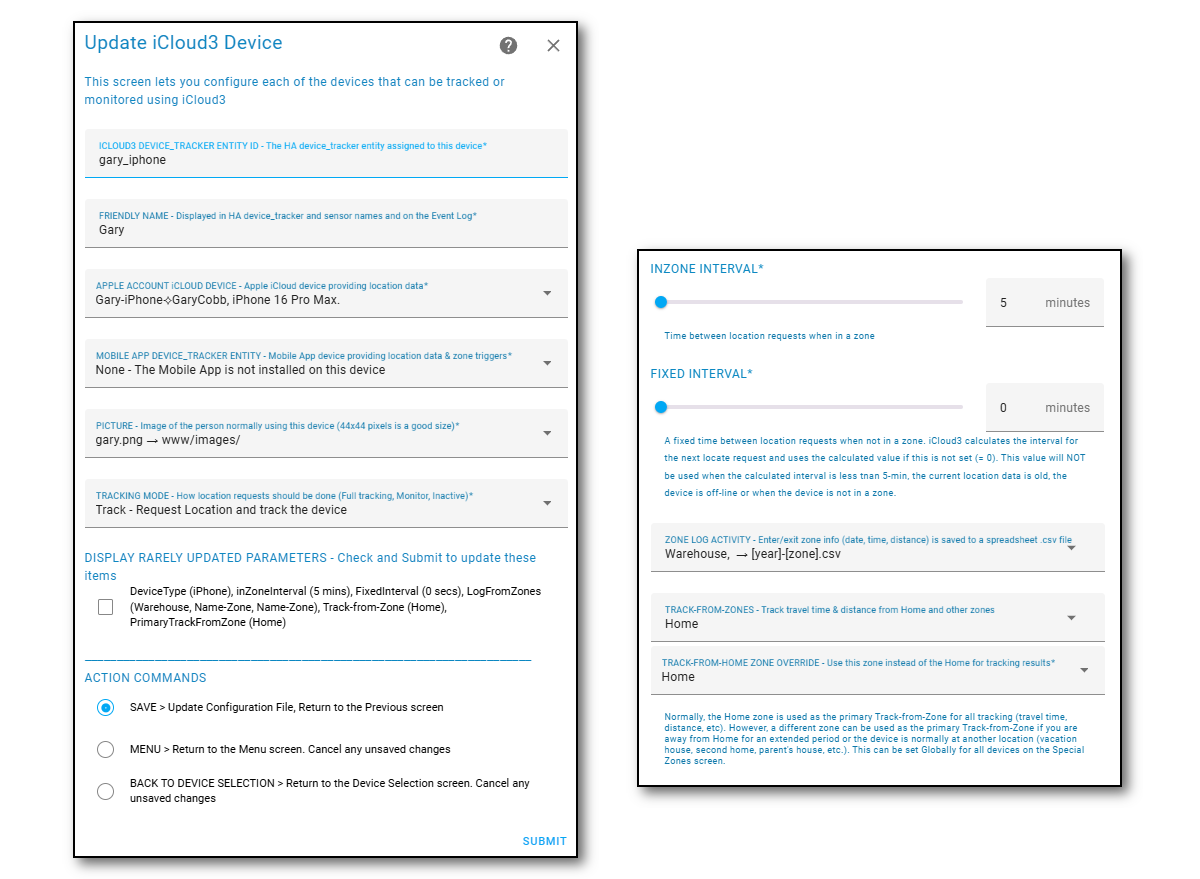 Update iCloud3 Device
This screen lets you configure each of the devices that can be tracked or
monitored using iCloud3
ICLOUD3 DEVICE_TRACKER ENTITY ID - The HA device_tracker entity assigned to this device*
gary_iphone
FRIENDLY NAME - Displayed in HA device_tracker and sensor names and on the Event Log*
Gary
APPLE ACCOUNT iCLOUD DEVICE - Apple iCloud device providing location data*
Gary-iPhone⟢GaryCobb, iPhone 16 Pro Max.
MOBILE APP DEVICE_TRACKER ENTITY - Mobile App device providing location data & zone triggers*
None - The Mobile App is not installed on this device
PICTURE - Image of the person normally using this device (44x44 pixels is a good size)*
gary.png → www/images/
TRACKING MODE - How location requests should be done (Full tracking, Monitor, Inactive)*
Track - Request Location and track the device
DISPLAY RARELY UPDATED PARAMETERS - Check and Submit to update these
items
DeviceType (iPhone), inZoneInterval (5 mins), FixedInterval (0 secs), LogFromZones
(Warehouse, Name-Zone, Name-Zone), Track-from-Zone (Home),
PrimaryTrackFromZone (Home)
ACTION COMMANDS
SAVE > Update Configuration File, Return to the Previous screen
MENU > Return to the Menu screen. Cancel any unsaved changes
BACK TO DEVICE SELECTION > Return to the Device Selection screen. Cancel any
unsaved changes
SUBMIT
INZONE INTERVAL*
5 minutes
Time between location requests when in a zone
FIXED INTERVAL*
0 minutes
A fixed time between location requests when not in a zone. iCloud3 calculates the interval for
the next locate request and uses the calculated value if this is not set (= 0). This value will NOT
be used when the calculated interval is less than 5-min, the current location data is old, the
device is off-line or when the device is not in a zone.
ZONE LOG ACTIVITY - Enter/exit zone info (date, time, distance) is saved to a spreadsheet .csv file
Warehouse, → [year]-[zone].csv
TRACK-FROM-ZONES - Track travel time & distance from Home and other zones
Home
TRACK-FROM-HOME ZONE OVERRIDE - Use this zone instead of the Home for tracking results*
Home
Normally, the Home zone is used as the primary Track-from-Zone for all tracking (travel time,
distance, etc). However, a different zone can be used as the primary Track-from-Zone if you are
away from Home for an extended period or the device is normally at another location (vacation
house, second home, parent's house, etc.). This can be set Globally for all devices on the Special
Zones screen.